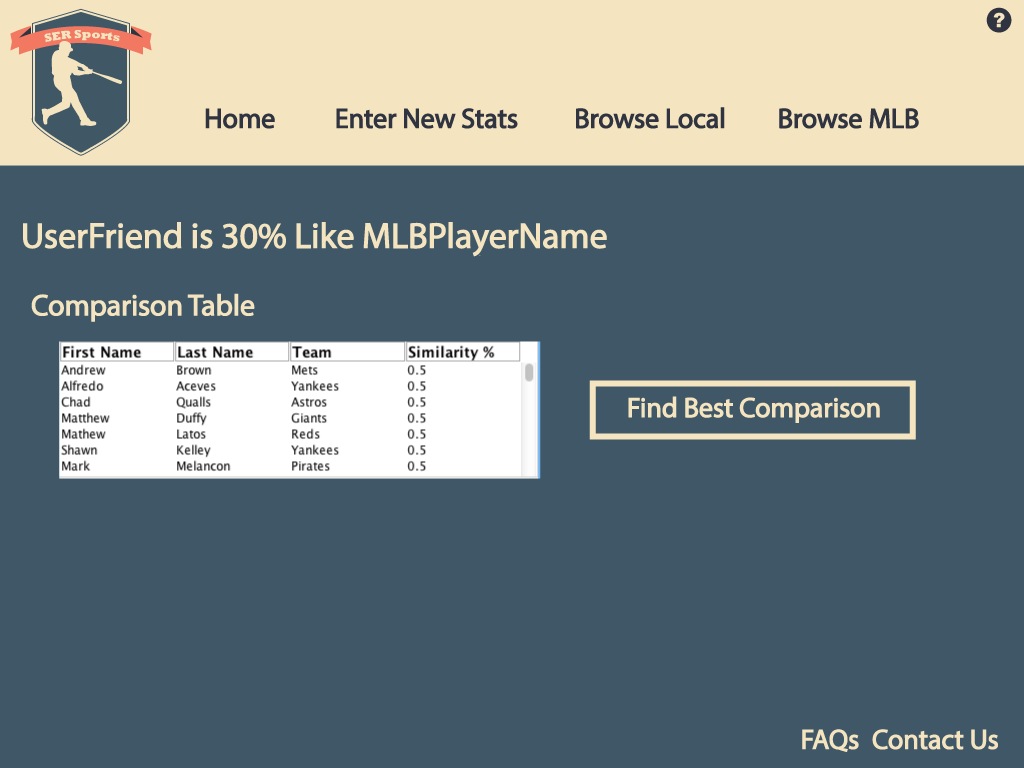 SER Sports
?
Home Enter New Stats Browse Local Browse MLB
UserFriend is 30% Like MLBPlayerName
Comparison Table
First Name Last Name Team Similarity %
Andrew Brown Mets 0.5
Alfredo Aceves Yankees 0.5
Chad Qualls Astros 0.5
Matthew Duffy Giants 0.5
Mathew Latos Reds 0.5
Shawn Kelley Yankees 0.5
Mark Melancon Pirates 0.5
Find Best Comparison
FAQs Contact Us